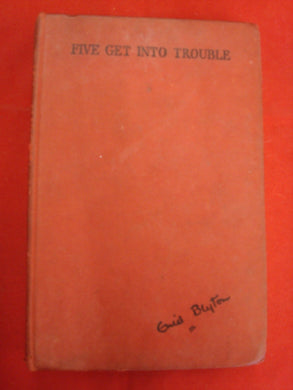 FIVE GET INTO TROUBLE
Enid Blyton